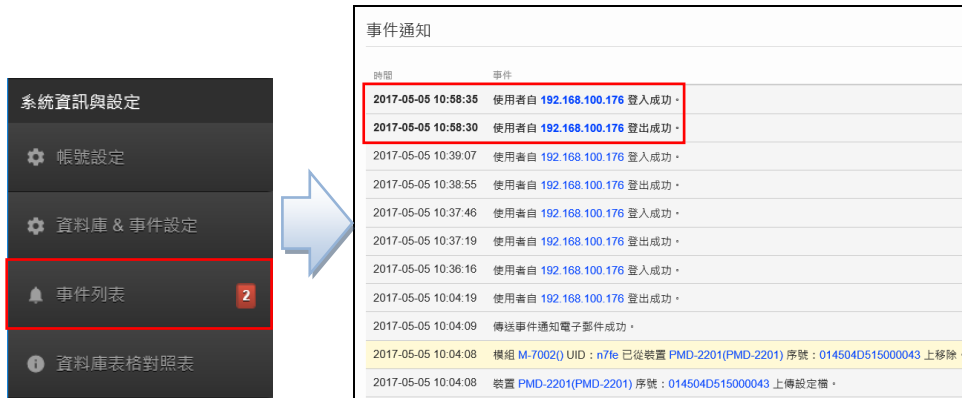 系統資訊與設定
帳號設定
資料庫 & 事件設定
事件列表 2
資料庫表格對照表
事件通知
時間 事件
2017-05-05 10:58:35 使用者自 192.168.100.176 登入成功。
2017-05-05 10:58:30 使用者自 192.168.100.176 登出成功。
2017-05-05 10:39:07 使用者自 192.168.100.176 登入成功。
2017-05-05 10:38:55 使用者自 192.168.100.176 登出成功。
2017-05-05 10:37:46 使用者自 192.168.100.176 登入成功。
2017-05-05 10:37:19 使用者自 192.168.100.176 登出成功。
2017-05-05 10:36:16 使用者自 192.168.100.176 登入成功。
2017-05-05 10:04:19 使用者自 192.168.100.176 登出成功。
2017-05-05 10:04:09 傳送事件通知電子郵件成功。
2017-05-05 10:04:08 模組 M-7002() UID：n7fe 已從裝置 PMD-2201(PMD-2201) 序號：014504D515000043 上移除。
2017-05-05 10:04:08 裝置 PMD-2201(PMD-2201) 序號：014504D515000043 上傳設定檔。